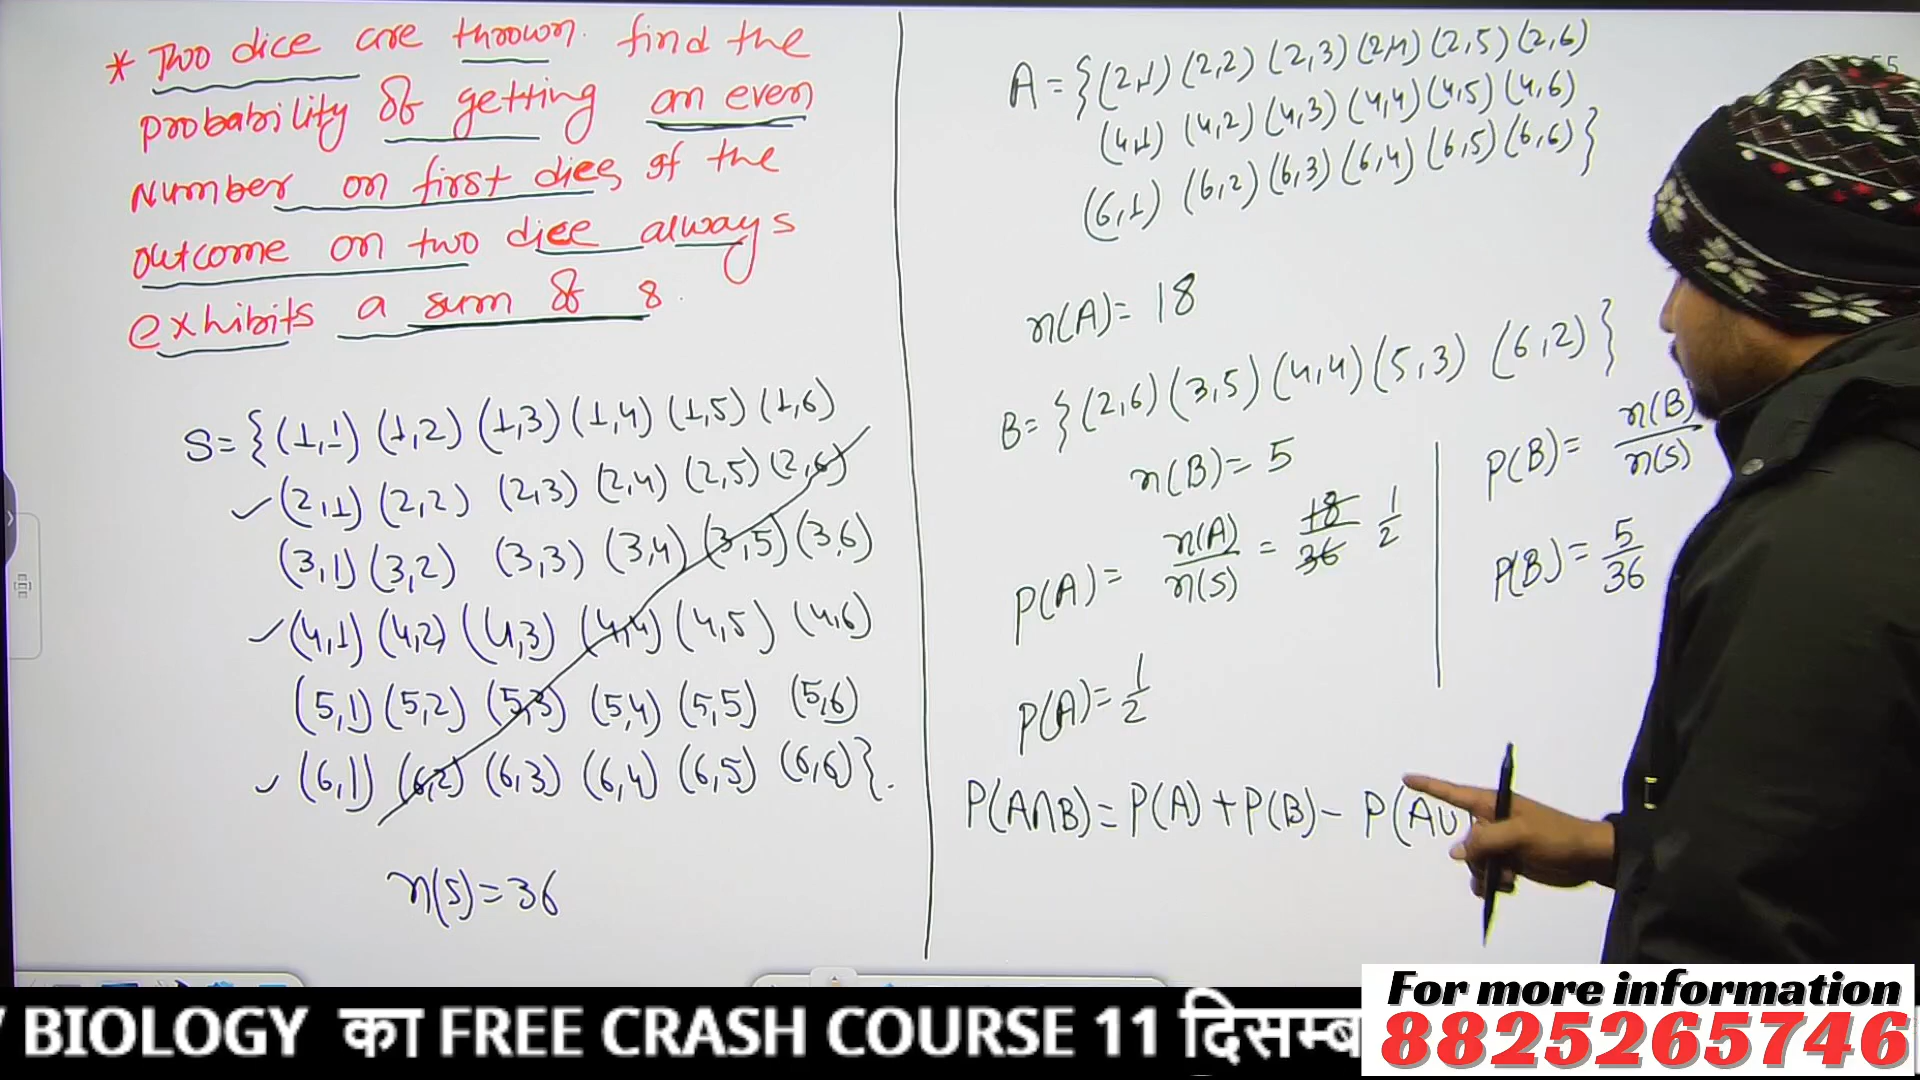 * Two dice are thrown. find the
probability of getting an even
number on first dies, if the
outcome on two dice always
exhibits a sum of 8.
S= {(1,1) (1,2) (1,3) (1,4) (1,5) (1,6)
(2,1) (2,2) (2,3) (2,4) (2,5) (2,6)
(3,1) (3,2) (3,3) (3,4) (3,5) (3,6)
(4,1) (4,2) (4,3) (4,4) (4,5) (4,6)
(5,1) (5,2) (5,3) (5,4) (5,5) (5,6)
(6,1) (6,2) (6,3) (6,4) (6,5) (6,6)}.
n(S)=36
A={(2,1) (2,2) (2,3) (2,4) (2,5) (2,6)
(4,1) (4,2) (4,3) (4,4) (4,5) (4,6)
(6,1) (6,2) (6,3) (6,4) (6,5) (6,6)}
n(A)= 18
B= {(2,6) (3,5) (4,4) (5,3) (6,2)}
n(B)= 5
P(A)= n(A)/n(S) = 18/36 1/2
P(A)= 1/2
P(B)= n(B)/n(S)
P(B)= 5/36
P(A∩B)= P(A)+P(B)- P(AU
BIOLOGY का FREE CRASH COURSE 11 दिसम्ब
For more information
8825265746